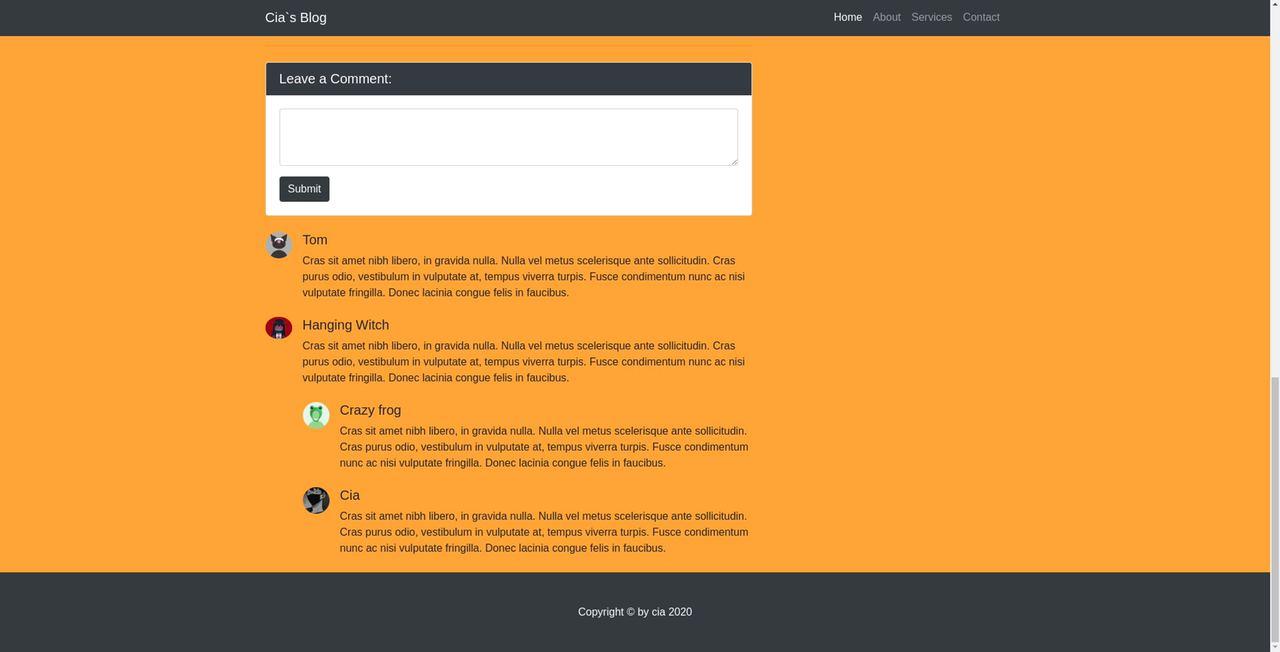 Cia`s Blog
Home About Services Contact
Leave a Comment:
Submit
Tom
Cras sit amet nibh libero, in gravida nulla. Nulla vel metus scelerisque ante sollicitudin. Cras
purus odio, vestibulum in vulputate at, tempus viverra turpis. Fusce condimentum nunc ac nisi
vulputate fringilla. Donec lacinia congue felis in faucibus.
Hanging Witch
Cras sit amet nibh libero, in gravida nulla. Nulla vel metus scelerisque ante sollicitudin. Cras
purus odio, vestibulum in vulputate at, tempus viverra turpis. Fusce condimentum nunc ac nisi
vulputate fringilla. Donec lacinia congue felis in faucibus.
Crazy frog
Cras sit amet nibh libero, in gravida nulla. Nulla vel metus scelerisque ante sollicitudin.
Cras purus odio, vestibulum in vulputate at, tempus viverra turpis. Fusce condimentum
nunc ac nisi vulputate fringilla. Donec lacinia congue felis in faucibus.
Cia
Cras sit amet nibh libero, in gravida nulla. Nulla vel metus scelerisque ante sollicitudin.
Cras purus odio, vestibulum in vulputate at, tempus viverra turpis. Fusce condimentum
nunc ac nisi vulputate fringilla. Donec lacinia congue felis in faucibus.
Copyright © by cia 2020